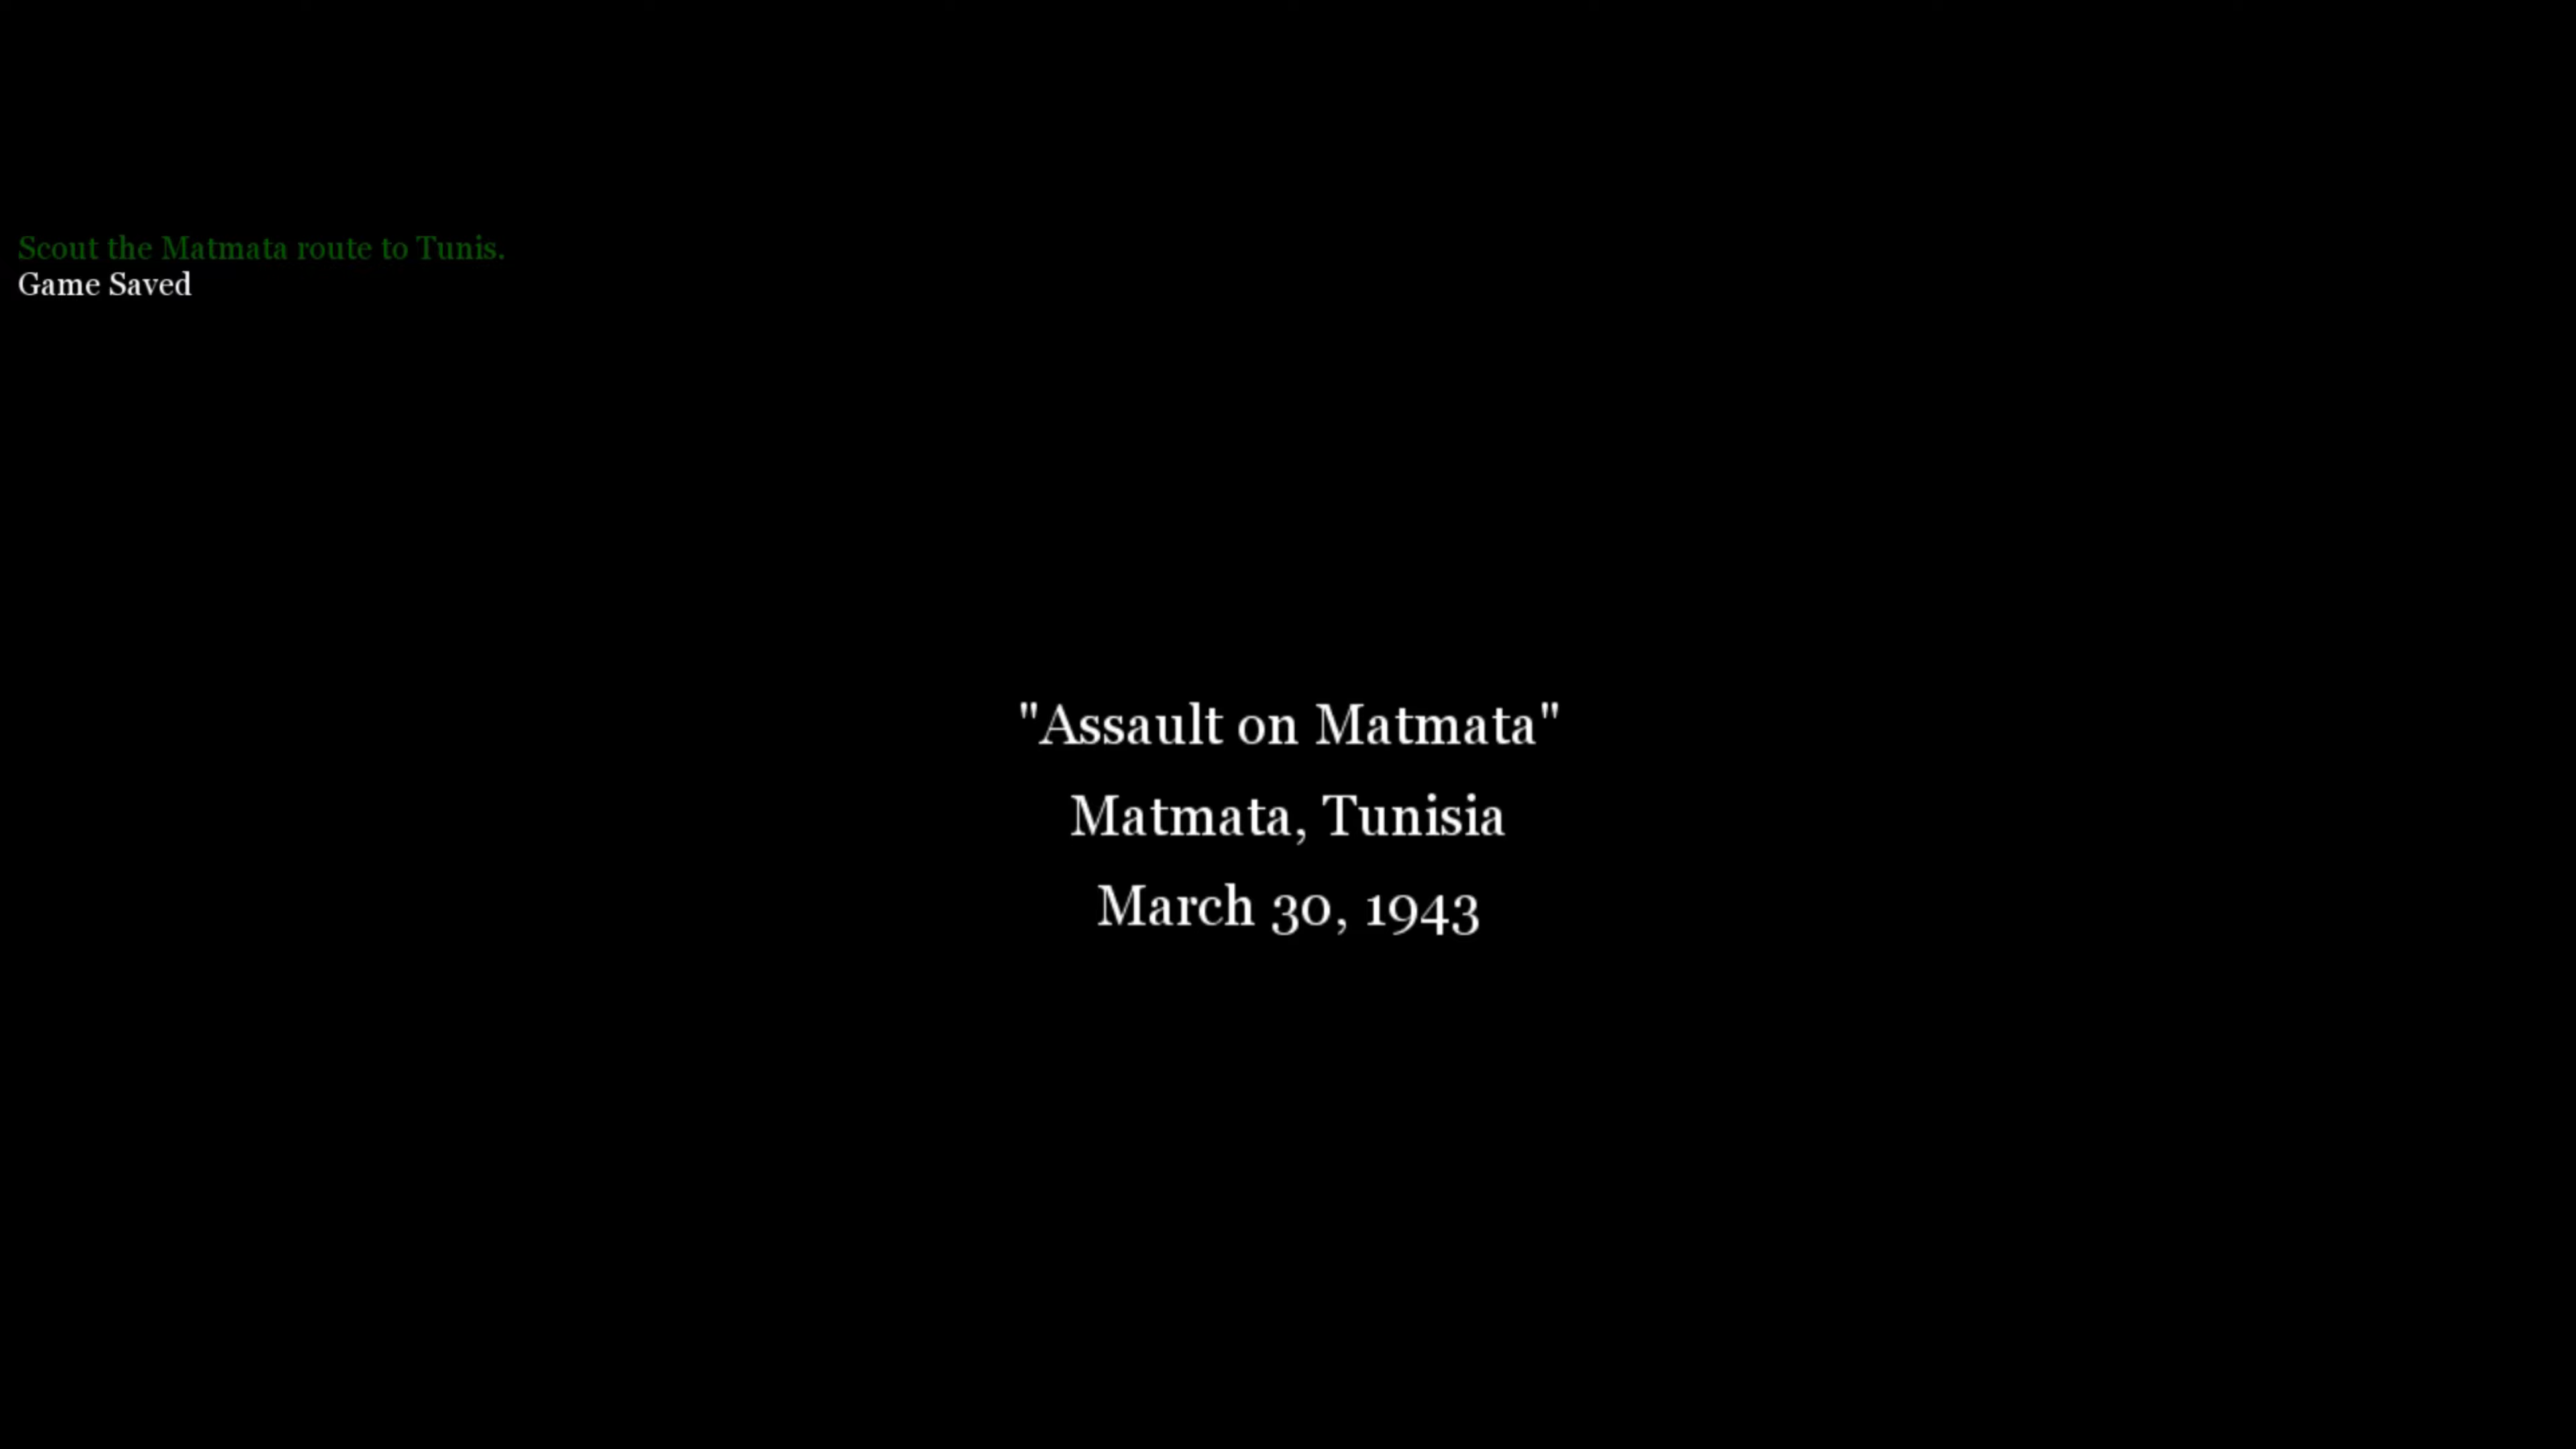 Scout the Matmata route to Tunis.
Game Saved
"Assault on Matmata"
Matmata, Tunisia
March 30, 1943